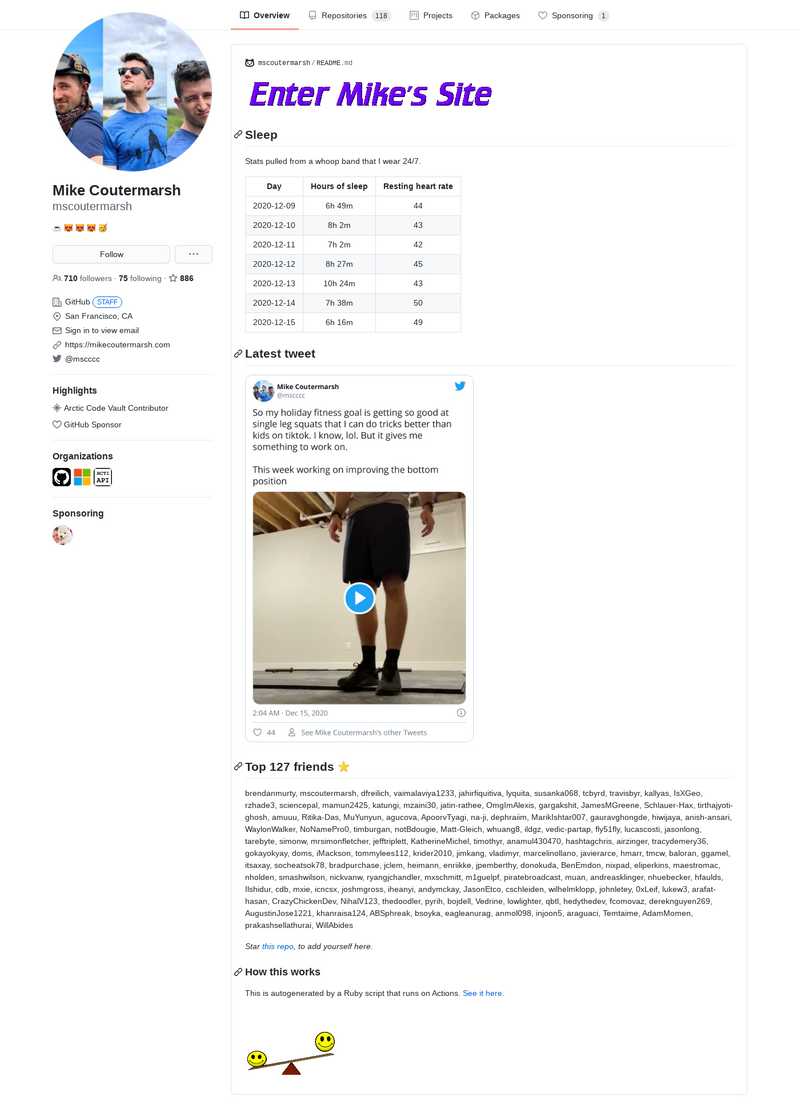 Overview Repositories 118 Projects Packages Sponsoring 1
Mike Coutermarsh
mscoutermarsh
Follow
710 followers · 75 following · 886
GitHub STAFF
San Francisco, CA
Sign in to view email
https://mikecoutermarsh.com
@mscccc
Highlights
Arctic Code Vault Contributor
GitHub Sponsor
Organizations
ACTI
API
Sponsoring
mscoutermarsh / README.md
Enter Mike's Site
Sleep
Stats pulled from a whoop band that I wear 24/7.
Day Hours of sleep Resting heart rate
2020-12-09 6h 49m 44
2020-12-10 8h 2m 43
2020-12-11 7h 2m 42
2020-12-12 8h 27m 45
2020-12-13 10h 24m 43
2020-12-14 7h 38m 50
2020-12-15 6h 16m 49
Latest tweet
Mike Coutermarsh
@mscccc
So my holiday fitness goal is getting so good at
single leg squats that I can do tricks better than
kids on tiktok. I know, lol. But it gives me
something to work on.
This week working on improving the bottom
position
2:04 AM · Dec 15, 2020
44 See Mike Coutermarsh's other Tweets
Top 127 friends
brendanmurty, mscoutermarsh, dfreilich, vaimalaviya1233, jahirfiquitiva, lyquita, susanka068, tcbyrd, travisbyr, kallyas, IsXGeo,
rzhade3, sciencepal, mamun2425, katungi, mzaini30, jatin-rathee, OmgImAlexis, gargakshit, JamesMGreene, Schlauer-Hax, tirthajyoti-
ghosh, amuuu, Ritika-Das, MuYunyun, agucova, ApoorvTyagi, na-ji, dephraiim, MarikIshtar007, gauravghongde, hiwijaya, anish-ansari,
WaylonWalker, NoNamePro0, timburgan, notBdougie, Matt-Gleich, whuang8, ildgz, vedic-partap, fly51fly, lucascosti, jasonlong,
tarebyte, simonw, mrsimonfletcher, jefftriplett, KatherineMichel, timothyr, anamul430470, hashtagchris, airzinger, tracydemery36,
gokayokyay, doms, iMackson, tommylees112, krider2010, jimkang, vladimyr, marcelinollano, javierarce, hmarr, tmcw, baloran, ggamel,
itsaxay, socheatsok78, bradpurchase, jclem, heimann, enriikke, jpemberthy, donokuda, BenEmdon, nixpad, eliperkins, maestromac,
nholden, smashwilson, nickvanw, ryangjchandler, mxschmitt, m1guelpf, piratebroadcast, muan, andreasklinger, nhuebecker, hfaulds,
Ilshidur, cdb, mxie, icncsx, joshmgross, iheanyi, andymckay, JasonEtco, cschleiden, wilhelmklopp, johnletey, 0xLeif, lukew3, arafat-
hasan, CrazyChickenDev, NihalV123, thedoodler, pyrih, bojdell, Vedrine, lowlighter, qbtl, hedythedev, fcomovaz, dereknguyen269,
AugustinJose1221, khanraisa124, ABSphreak, bsoyka, eagleanurag, anmol098, injoon5, araguaci, Temtaime, AdamMomen,
prakashsellathurai, WillAbides
Star this repo, to add yourself here.
How this works
This is autogenerated by a Ruby script that runs on Actions. See it here.